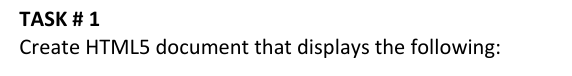 TASK # 1
Create HTML5 document that displays the following: